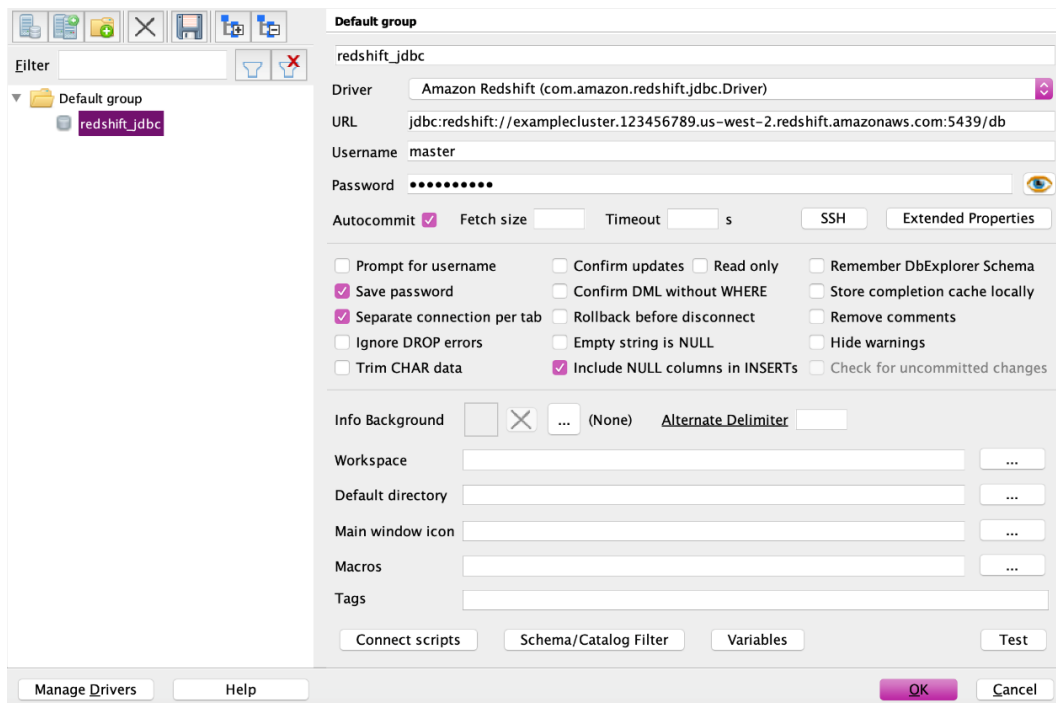 Default group
redshift_jdbc
Filter
Default group
redshift_jdbc
Driver Amazon Redshift (com.amazon.redshift.jdbc.Driver)
URL jdbc:redshift://examplecluster.123456789.us-west-2.redshift.amazonaws.com:5439/db
Username master
Password ••••••••••
Autocommit Fetch size Timeout s SSH Extended Properties
Prompt for username Confirm updates Read only Remember DbExplorer Schema
Save password Confirm DML without WHERE Store completion cache locally
Separate connection per tab Rollback before disconnect Remove comments
Ignore DROP errors Empty string is NULL Hide warnings
Trim CHAR data Include NULL columns in INSERTs Check for uncommitted changes
Info Background ... (None) Alternate Delimiter
Workspace ...
Default directory ...
Main window icon ...
Macros ...
Tags
Connect scripts Schema/Catalog Filter Variables Test
Manage Drivers Help OK Cancel